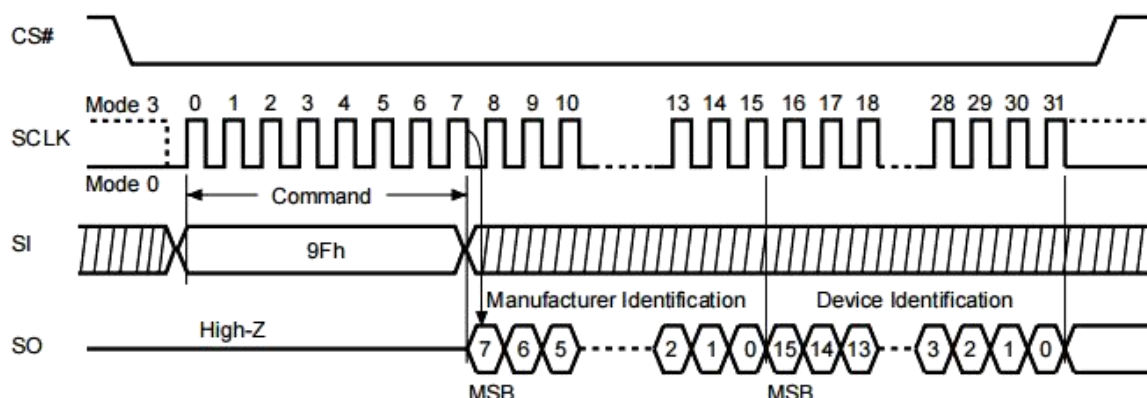 CS#
Mode 3 0 1 2 3 4 5 6 7 8 9 10 13 14 15 16 17 18 28 29 30 31
SCLK
Mode 0
Command
SI 9Fh
Manufacturer Identification Device Identification
High-Z
SO 7 6 5 2 1 0 15 14 13 3 2 1 0
MSB MSB